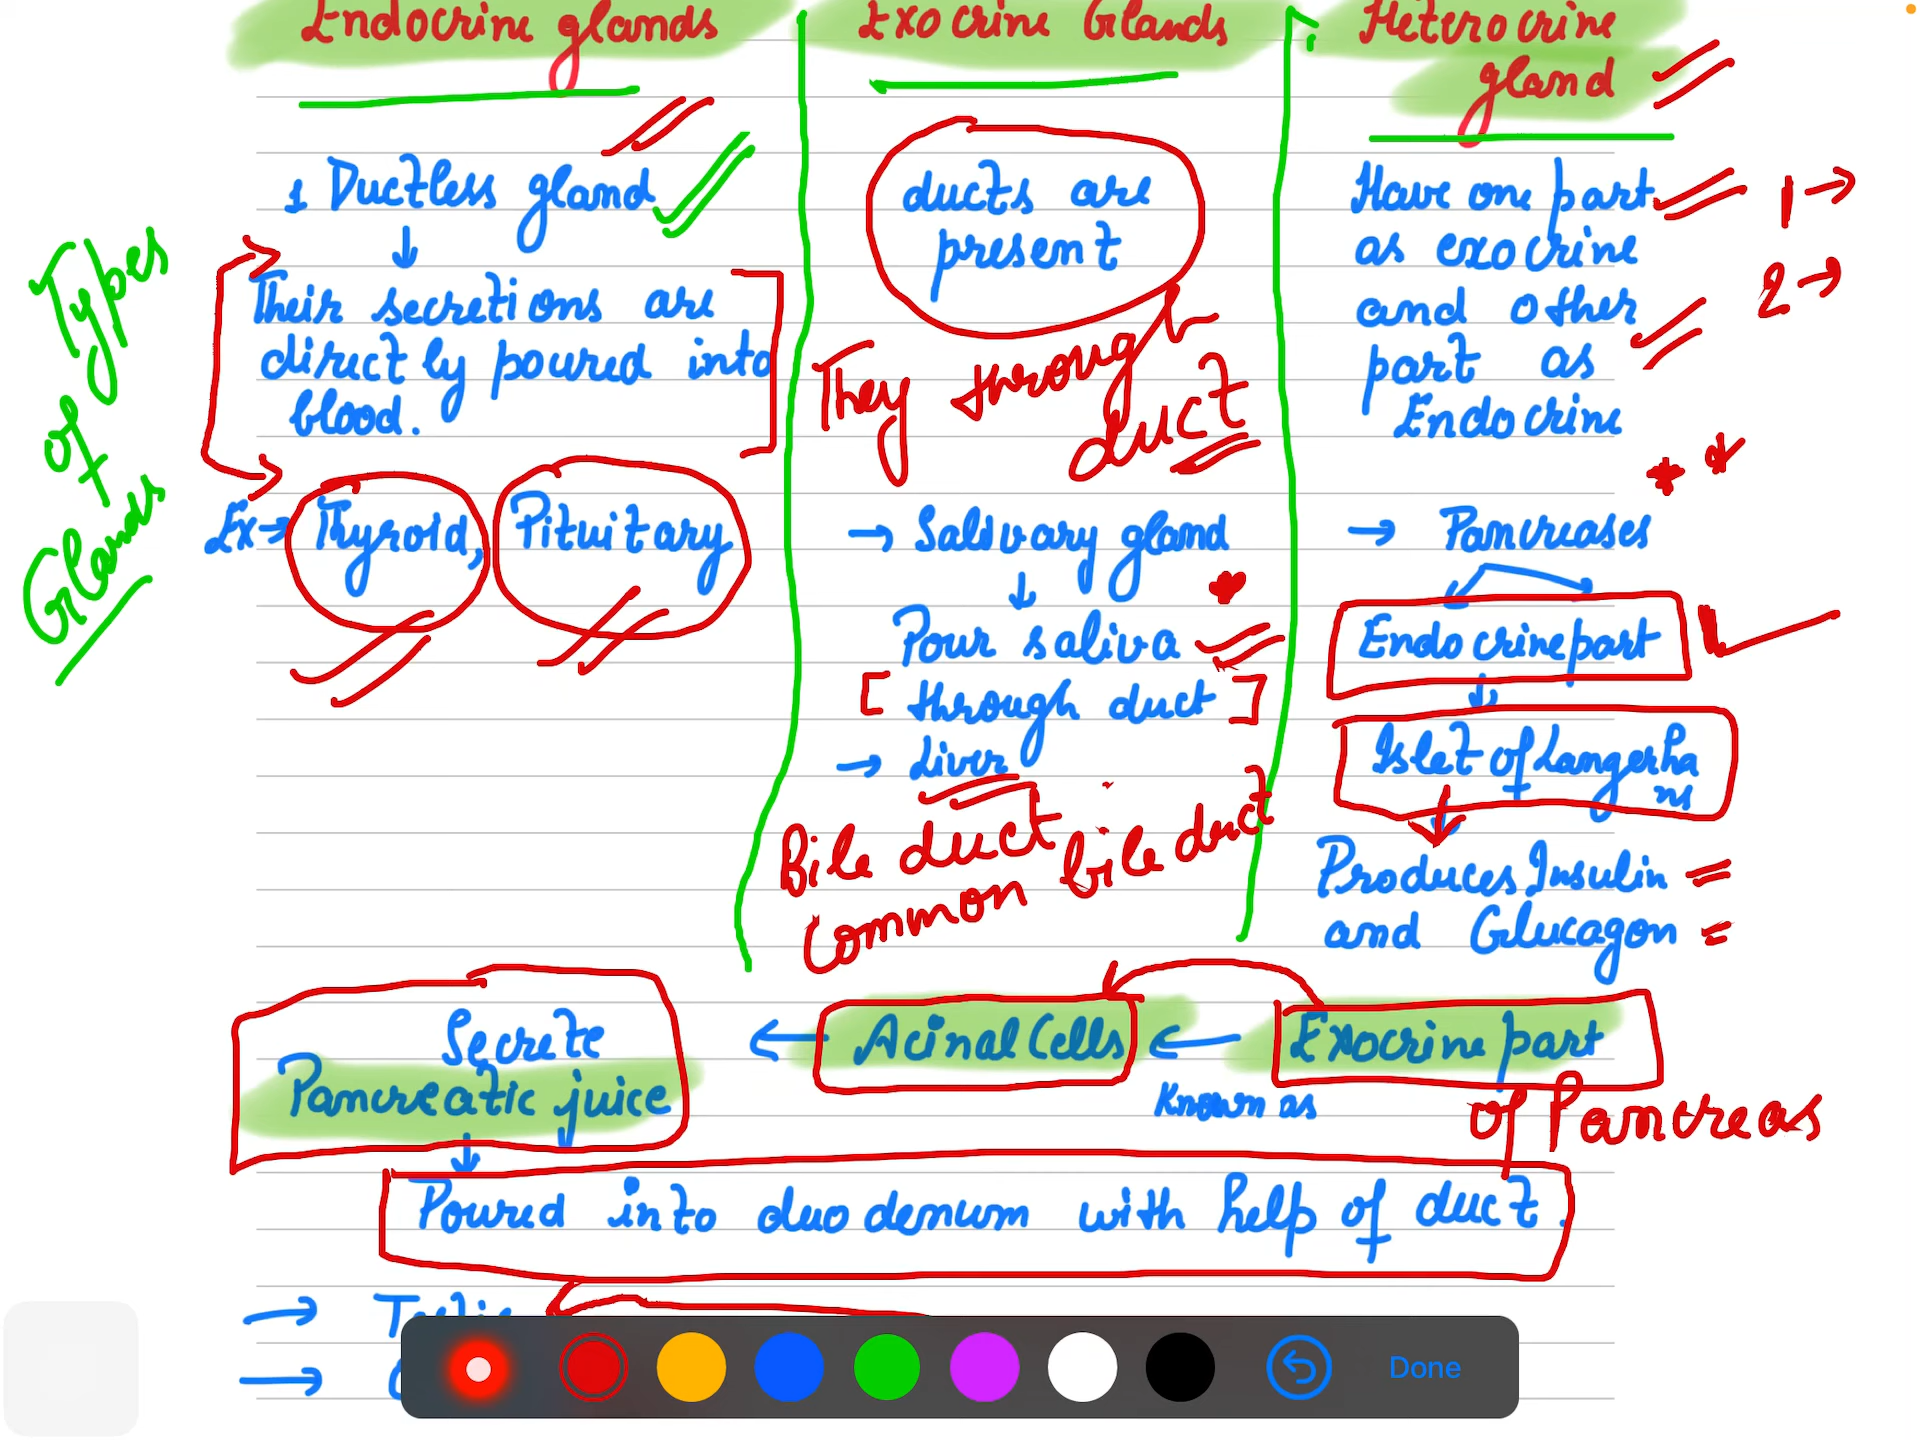 Types
of
Glands
Endocrine glands
1 Ductless gland
Their secretions are
directly poured into
blood.
Ex→ Thyroid, Pituitary
Exocrine Glands
ducts are
present
They through
duct
→ Salivary gland
Pour saliva
[ through duct ]
→ Liver
Bile duct
Common bile duct
Heterocrine
gland
Have one part 1→
as exocrine
and other 2→
part as
Endocrine
→ Pancreases
Endocrine part
Islet of Langerha
ns
Produces Insulin
and Glucagon
Exocrine part
of Pancreas
Known as
Acinal Cells
Secrete
Pancreatic juice
Poured into duodenum with help of duct.
Done